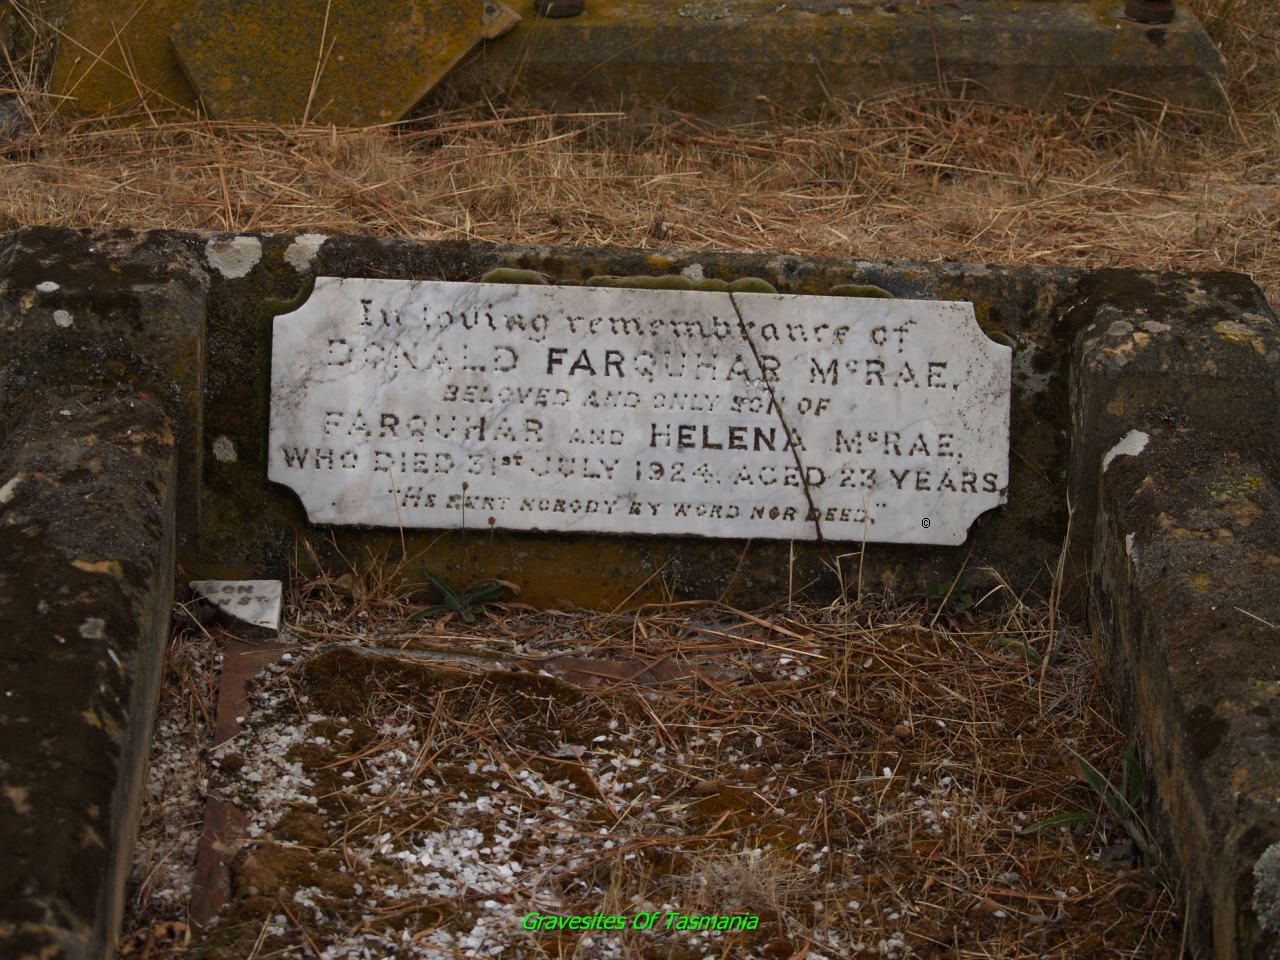 In loving remembrance of
DONALD FARQUHAR McRAE,
BELOVED AND ONLY SON OF
FARQUHAR AND HELENA McRAE,
WHO DIED 31ST JULY 1924, AGED 23 YEARS.
"HE HURT NOBODY BY WORD NOR DEED."
©
Gravesites Of Tasmania